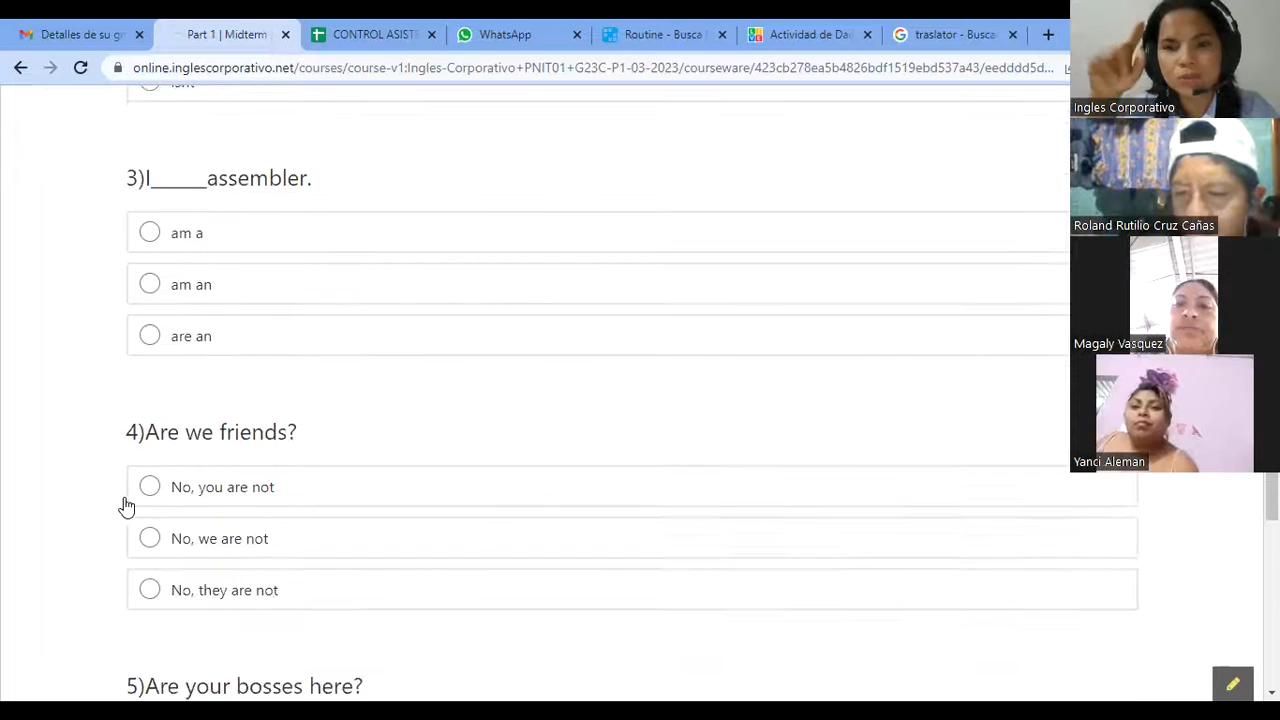 Detalles de su gr
Part 1 | Midterm
CONTROL ASIST
WhatsApp
Routine - Busca
Actividad de Da
traslator - Busca
online.inglescorporativo.net/courses/course-v1:Ingles-Corporativo+PNIT01+G23C-P1-03-2023/courseware/423cb278ea5b4826bdf1519ebd537a43/eedddd5d...
Ingles Corporativo
3)I______assembler.
am a
am an
are an
Roland Rutilio Cruz Cañas
Magaly Vasquez
4)Are we friends?
No, you are not
No, we are not
No, they are not
Yanci Aleman
5)Are your bosses here?